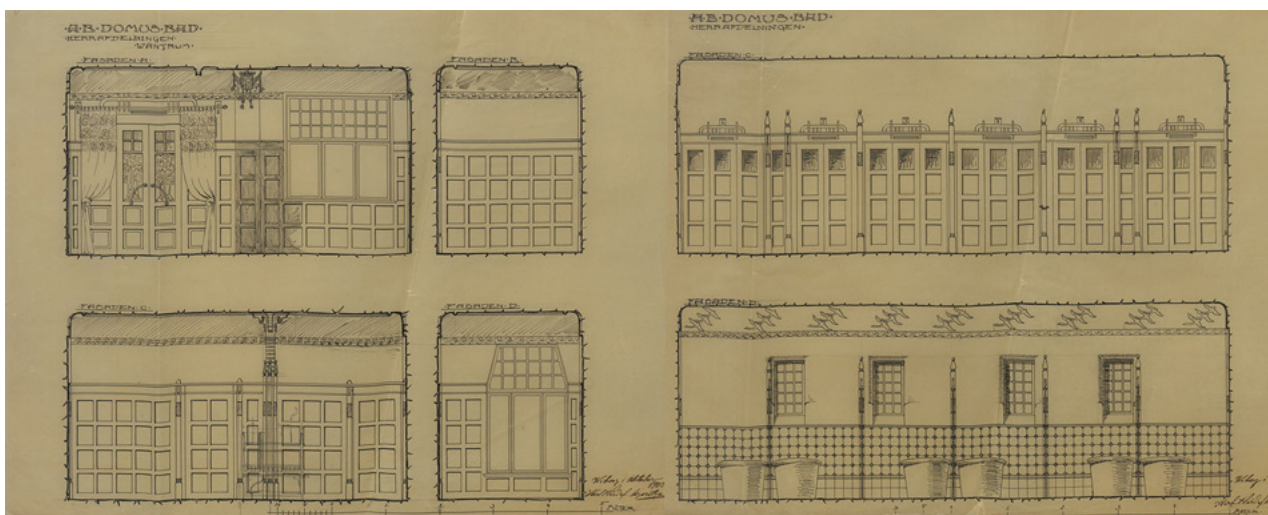 A·B·DOMUS·BAD·
HERRAFDELNINGEN·
VÄNTRUM·
FASADEN·A·
FASADEN·B·
FASADEN·C·
FASADEN·D·
A·B·DOMUS·BAD·
HERRAFDELNINGEN·
FASADEN·C·
FASADEN·D·